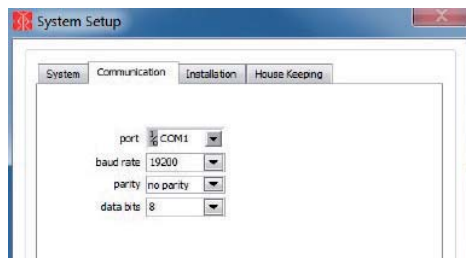 System Setup
System Communication Installation House Keeping
port COM1
baud rate 19200
parity no parity
data bits 8